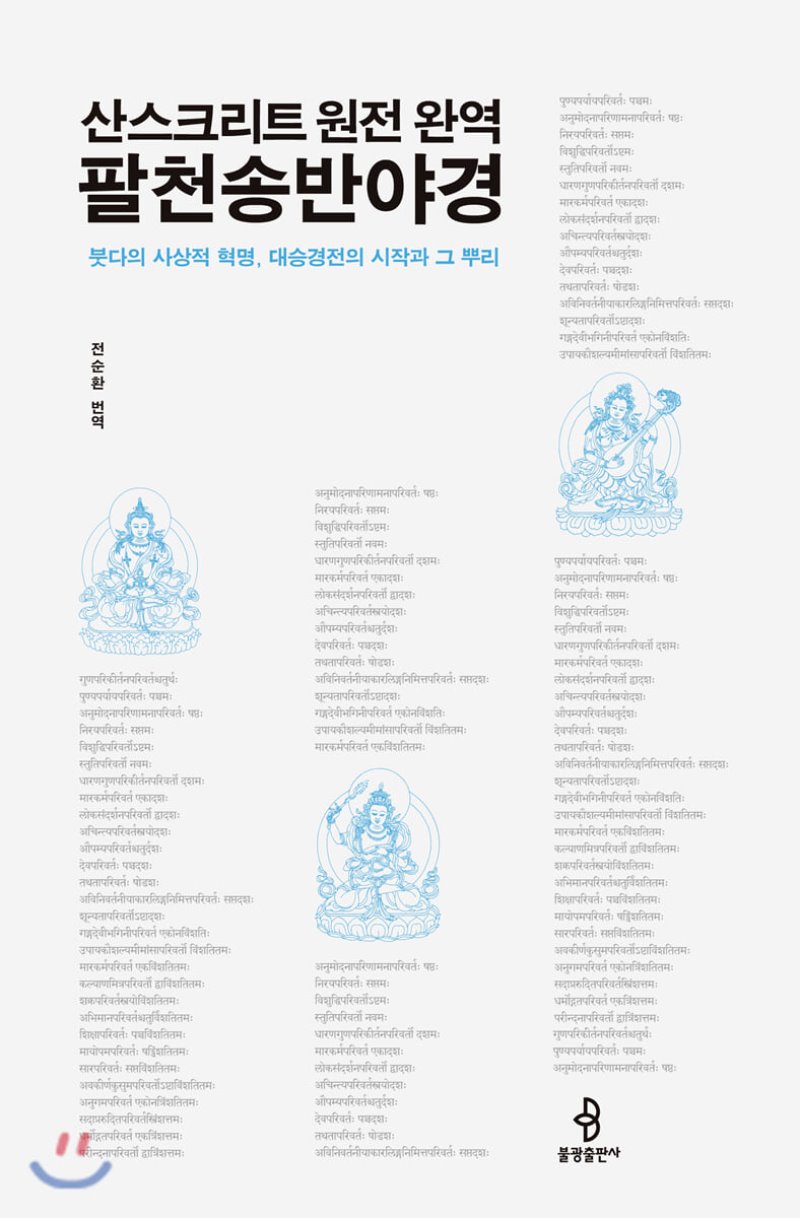 산스크리트 원전 완역
팔천송반야경
붓다의 사상적 혁명, 대승경전의 시작과 그 뿌리
전순환 번역
पुण्यपर्यायपरिवर्तः पञ्चमः
अनुमोदनापरिणामनापरिवर्तः षष्ठः
निरयपरिवर्तः सप्तमः
विशुद्धिपरिवर्तोऽष्टमः
स्तुतिपरिवर्तो नवमः
धारणगुणपरिकीर्तनपरिवर्तो दशमः
मारकर्मपरिवर्त एकादशः
लोकसंदर्शनपरिवर्तो द्वादशः
अचिन्त्यपरिवर्तस्त्रयोदशः
औपम्यपरिवर्तश्चतुर्दशः
देवपरिवर्तः पञ्चदशः
तथतापरिवर्तः षोडशः
अविनिवर्तनीयाकारलिङ्गनिमित्तपरिवर्तः सप्तदशः
शून्यतापरिवर्तोऽष्टादशः
गङ्गदेवीभगिनीपरिवर्त एकोनविंशतिः
उपायकौशल्यमीमांसापरिवर्तो विंशतितमः
गुणपरिकीर्तनपरिवर्तश्चतुर्थः
पुण्यपर्यायपरिवर्तः पञ्चमः
अनुमोदनापरिणामनापरिवर्तः षष्ठः
निरयपरिवर्तः सप्तमः
विशुद्धिपरिवर्तोऽष्टमः
स्तुतिपरिवर्तो नवमः
धारणगुणपरिकीर्तनपरिवर्तो दशमः
मारकर्मपरिवर्त एकादशः
लोकसंदर्शनपरिवर्तो द्वादशः
अचिन्त्यपरिवर्तस्त्रयोदशः
औपम्यपरिवर्तश्चतुर्दशः
देवपरिवर्तः पञ्चदशः
तथतापरिवर्तः षोडशः
अविनिवर्तनीयाकारलिङ्गनिमित्तपरिवर्तः सप्तदशः
शून्यतापरिवर्तोऽष्टादशः
गङ्गदेवीभगिनीपरिवर्त एकोनविंशतिः
उपायकौशल्यमीमांसापरिवर्तो विंशतितमः
मारकर्मपरिवर्त एकविंशतितमः
कल्याणमित्रपरिवर्तो द्वाविंशतितमः
शक्रपरिवर्तस्त्रयोविंशतितमः
अभिमानपरिवर्तश्चतुर्विंशतितमः
शिक्षापरिवर्तः पञ्चविंशतितमः
मायोपमपरिवर्तः षड्विंशतितमः
सारपरिवर्तः सप्तविंशतितमः
अवकीर्णकुसुमपरिवर्तोऽष्टाविंशतितमः
अनुगमपरिवर्त एकोनत्रिंशतितमः
सदाप्ररुदितपरिवर्तस्त्रिंशत्तमः
धर्मोद्गतपरिवर्त एकत्रिंशत्तमः
परीन्दनापरिवर्तो द्वात्रिंशत्तमः
अनुमोदनापरिणामनापरिवर्तः षष्ठः
निरयपरिवर्तः सप्तमः
विशुद्धिपरिवर्तोऽष्टमः
स्तुतिपरिवर्तो नवमः
धारणगुणपरिकीर्तनपरिवर्तो दशमः
मारकर्मपरिवर्त एकादशः
लोकसंदर्शनपरिवर्तो द्वादशः
अचिन्त्यपरिवर्तस्त्रयोदशः
औपम्यपरिवर्तश्चतुर्दशः
देवपरिवर्तः पञ्चदशः
तथतापरिवर्तः षोडशः
अविनिवर्तनीयाकारलिङ्गनिमित्तपरिवर्तः सप्तदशः
शून्यतापरिवर्तोऽष्टादशः
गङ्गदेवीभगिनीपरिवर्त एकोनविंशतिः
उपायकौशल्यमीमांसापरिवर्तो विंशतितमः
मारकर्मपरिवर्त एकविंशतितमः
अनुमोदनापरिणामनापरिवर्तः षष्ठः
निरयपरिवर्तः सप्तमः
विशुद्धिपरिवर्तोऽष्टमः
स्तुतिपरिवर्तो नवमः
धारणगुणपरिकीर्तनपरिवर्तो दशमः
मारकर्मपरिवर्त एकादशः
लोकसंदर्शनपरिवर्तो द्वादशः
अचिन्त्यपरिवर्तस्त्रयोदशः
औपम्यपरिवर्तश्चतुर्दशः
देवपरिवर्तः पञ्चदशः
तथतापरिवर्तः षोडशः
अविनिवर्तनीयाकारलिङ्गनिमित्तपरिवर्तः सप्तदशः
पुण्यपर्यायपरिवर्तः पञ्चमः
अनुमोदनापरिणामनापरिवर्तः षष्ठः
निरयपरिवर्तः सप्तमः
विशुद्धिपरिवर्तोऽष्टमः
स्तुतिपरिवर्तो नवमः
धारणगुणपरिकीर्तनपरिवर्तो दशमः
मारकर्मपरिवर्त एकादशः
लोकसंदर्शनपरिवर्तो द्वादशः
अचिन्त्यपरिवर्तस्त्रयोदशः
औपम्यपरिवर्तश्चतुर्दशः
देवपरिवर्तः पञ्चदशः
तथतापरिवर्तः षोडशः
अविनिवर्तनीयाकारलिङ्गनिमित्तपरिवर्तः सप्तदशः
शून्यतापरिवर्तोऽष्टादशः
गङ्गदेवीभगिनीपरिवर्त एकोनविंशतिः
उपायकौशल्यमीमांसापरिवर्तो विंशतितमः
मारकर्मपरिवर्त एकविंशतितमः
कल्याणमित्रपरिवर्तो द्वाविंशतितमः
शक्रपरिवर्तस्त्रयोविंशतितमः
अभिमानपरिवर्तश्चतुर्विंशतितमः
शिक्षापरिवर्तः पञ्चविंशतितमः
मायोपमपरिवर्तः षड्विंशतितमः
सारपरिवर्तः सप्तविंशतितमः
अवकीर्णकुसुमपरिवर्तोऽष्टाविंशतितमः
अनुगमपरिवर्त एकोनत्रिंशतितमः
सदाप्ररुदितपरिवर्तस्त्रिंशत्तमः
धर्मोद्गतपरिवर्त एकत्रिंशत्तमः
परीन्दनापरिवर्तो द्वात्रिंशत्तमः
गुणपरिकीर्तनपरिवर्तश्चतुर्थः
पुण्यपर्यायपरिवर्तः पञ्चमः
अनुमोदनापरिणामनापरिवर्तः षष्ठः
불광출판사